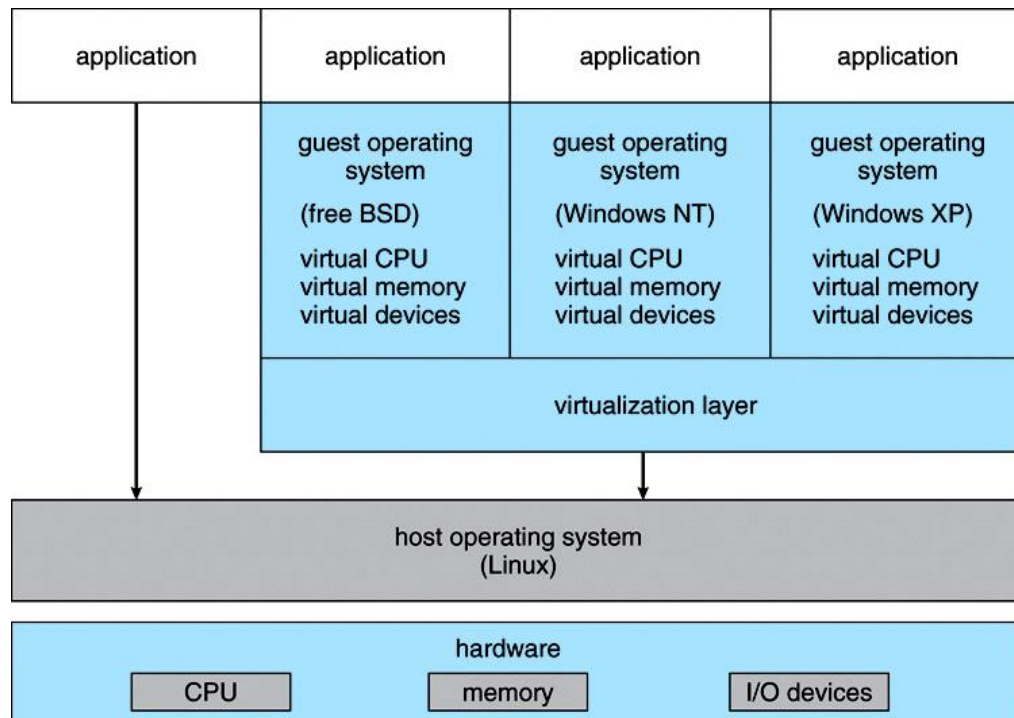 application
application
application
application
guest operating
system
(free BSD)
virtual CPU
virtual memory
virtual devices
guest operating
system
(Windows NT)
virtual CPU
virtual memory
virtual devices
guest operating
system
(Windows XP)
virtual CPU
virtual memory
virtual devices
virtualization layer
host operating system
(Linux)
hardware
CPU
memory
I/O devices